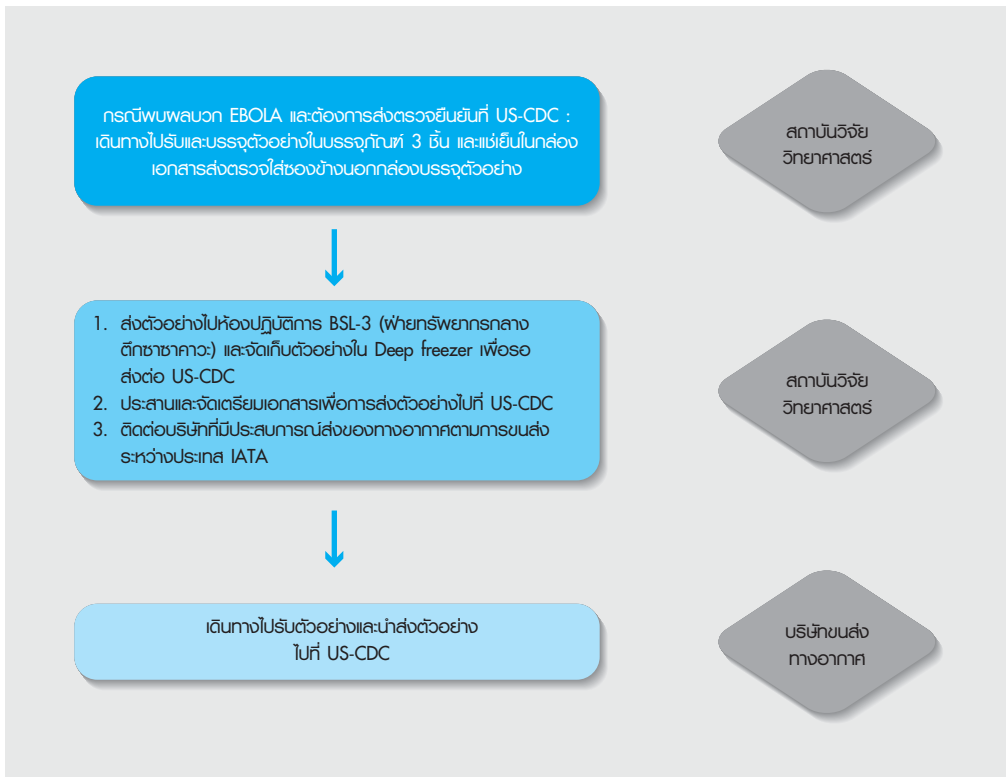 กรณีพบผลบวก EBOLA และต้องการส่งตรวจยืนยันที่ US-CDC :
เดินทางไปรับและบรรจุตัวอย่างในบรรจุภัณฑ์ 3 ชิ้น และแช่เย็นในกล่อง
เอกสารส่งตรวจใส่ซองข้างนอกกล่องบรรจุตัวอย่าง
สถาบันวิจัย
วิทยาศาสตร์
1. ส่งตัวอย่างไปห้องปฏิบัติการ BSL-3 (ฝ่ายทรัพยากรกลาง
ตึกซาซาคาวะ) และจัดเก็บตัวอย่างใน Deep freezer เพื่อรอ
ส่งต่อ US-CDC
2. ประสานและจัดเตรียมเอกสารเพื่อการส่งตัวอย่างไปที่ US-CDC
3. ติดต่อบริษัทที่มีประสบการณ์ส่งของทางอากาศตามการขนส่ง
ระหว่างประเทส IATA
สถาบันวิจัย
วิทยาศาสตร์
เดินทางไปรับตัวอย่างและนำส่งตัวอย่าง
ไปที่ US-CDC
บริษัทขนส่ง
ทางอากาศ